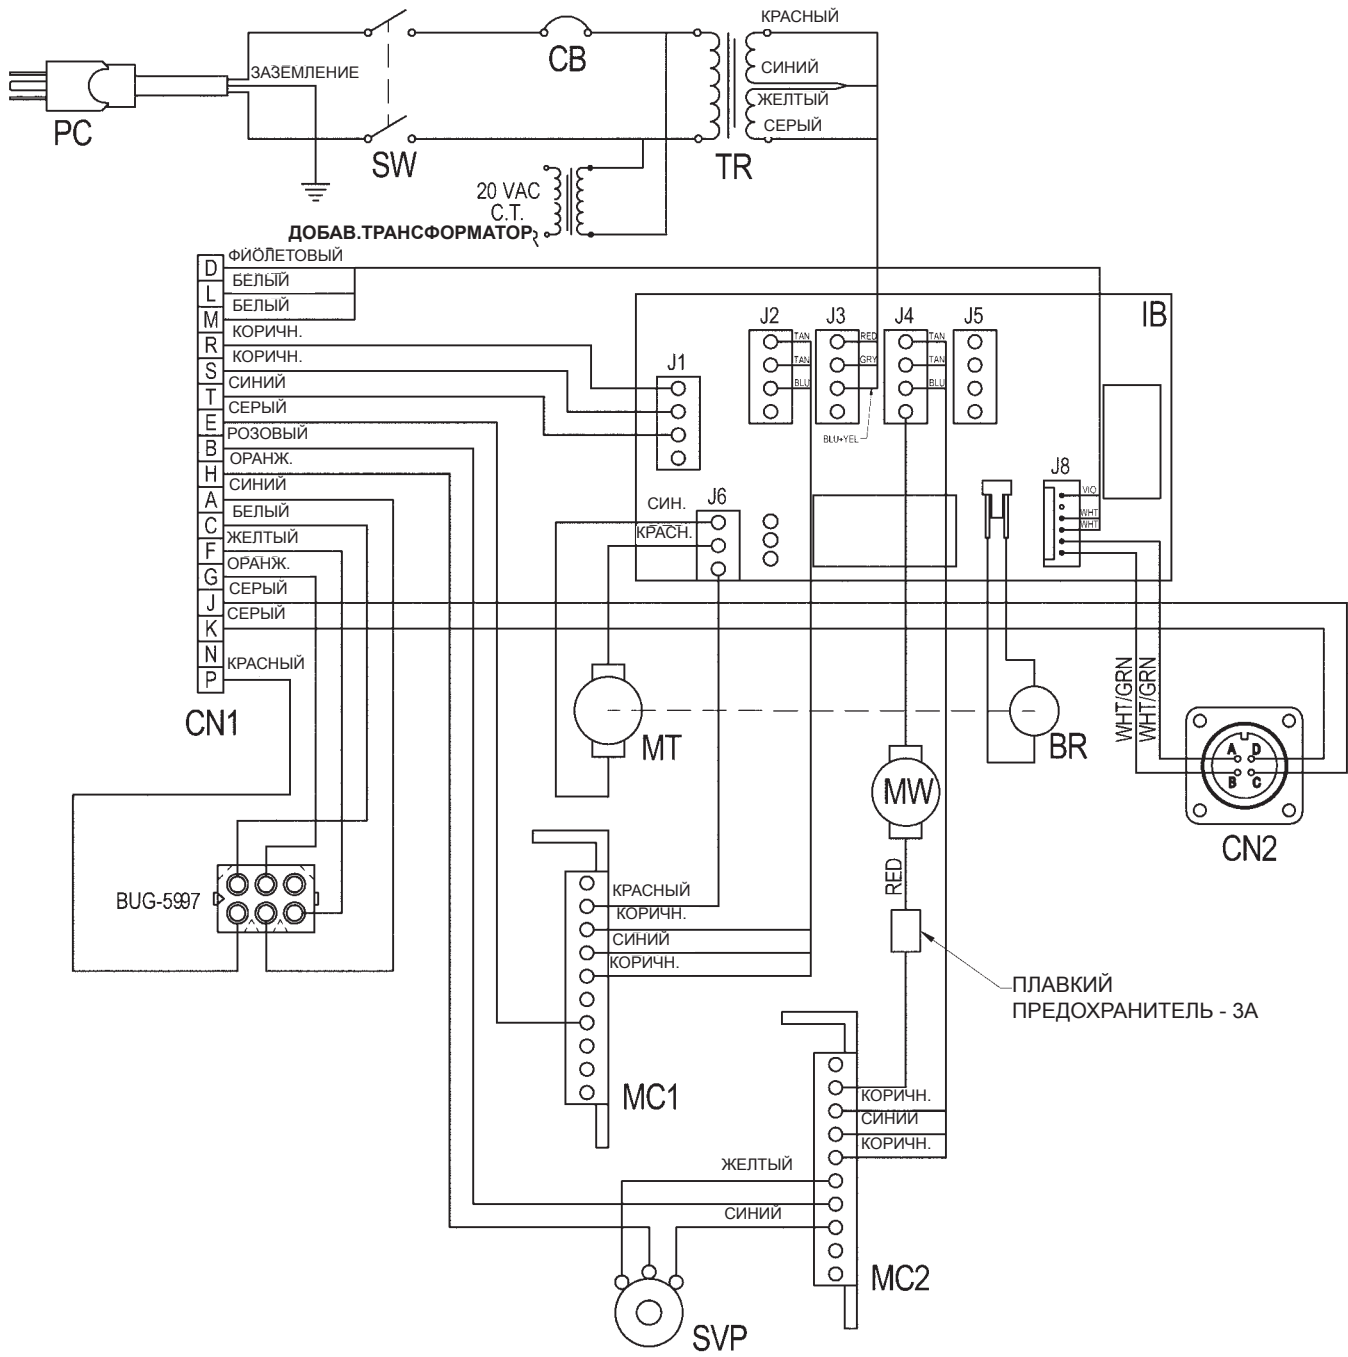 КРАСНЫЙ
CB
СИНИЙ
ЗАЗЕМЛЕНИЕ
ЖЕЛТЫЙ
СЕРЫЙ
PC
SW
TR
20 VAC
C.T.
ДОБАВ.ТРАНСФОРМАТОР
D ФИОЛЕТОВЫЙ
L БЕЛЫЙ
M БЕЛЫЙ
R КОРИЧН.
S КОРИЧН.
T СИНИЙ
E СЕРЫЙ
B РОЗОВЫЙ
H ОРАНЖ.
A СИНИЙ
C БЕЛЫЙ
F ЖЕЛТЫЙ
G ОРАНЖ.
J СЕРЫЙ
K СЕРЫЙ
N
P КРАСНЫЙ
CN1
IB
J2 J3 J4 J5
TAN RED TAN
TAN GRY TAN
BLU BLU
BLU+YEL
J1
J8
VIO
WHT
WHT
J6
СИН.
КРАСН.
MT
BR
MW
WHT/GRN
WHT/GRN
A D
B C
CN2
RED
BUG-5997
КРАСНЫЙ
КОРИЧН.
СИНИЙ
КОРИЧН.
MC1
ПЛАВКИЙ
ПРЕДОХРАНИТЕЛЬ - 3А
КОРИЧН.
СИНИЙ
КОРИЧН.
ЖЕЛТЫЙ
СИНИЙ
MC2
SVP